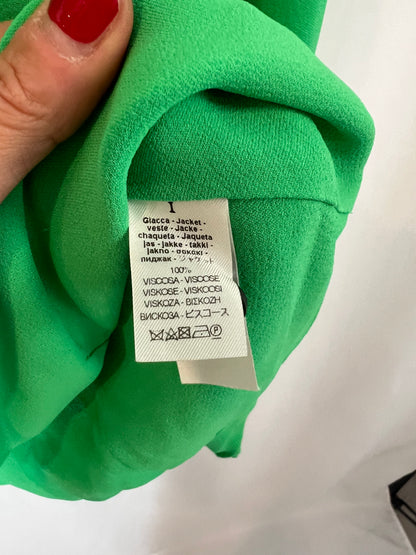 I
Giacca - Jacket -
veste - Jacke -
chaqueta - Jaqueta
jas - jakke - takki -
jakno - σακακι -
пиджак - ジャケット
100%
VISCOSA - VISCOSE
VISKOSE - VISKOOSI
VISKOZA - ΒΙΣΚΟΖΗ
ВИСКОЗА - ビスコース